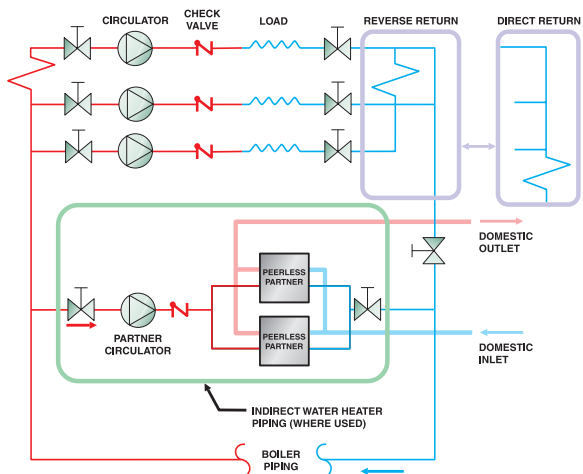 CIRCULATOR
CHECK
VALVE
LOAD
REVERSE RETURN
DIRECT RETURN
DOMESTIC
OUTLET
PEERLESS
PARTNER
PEERLESS
PARTNER
PARTNER
CIRCULATOR
DOMESTIC
INLET
INDIRECT WATER HEATER
PIPING (WHERE USED)
BOILER
PIPING